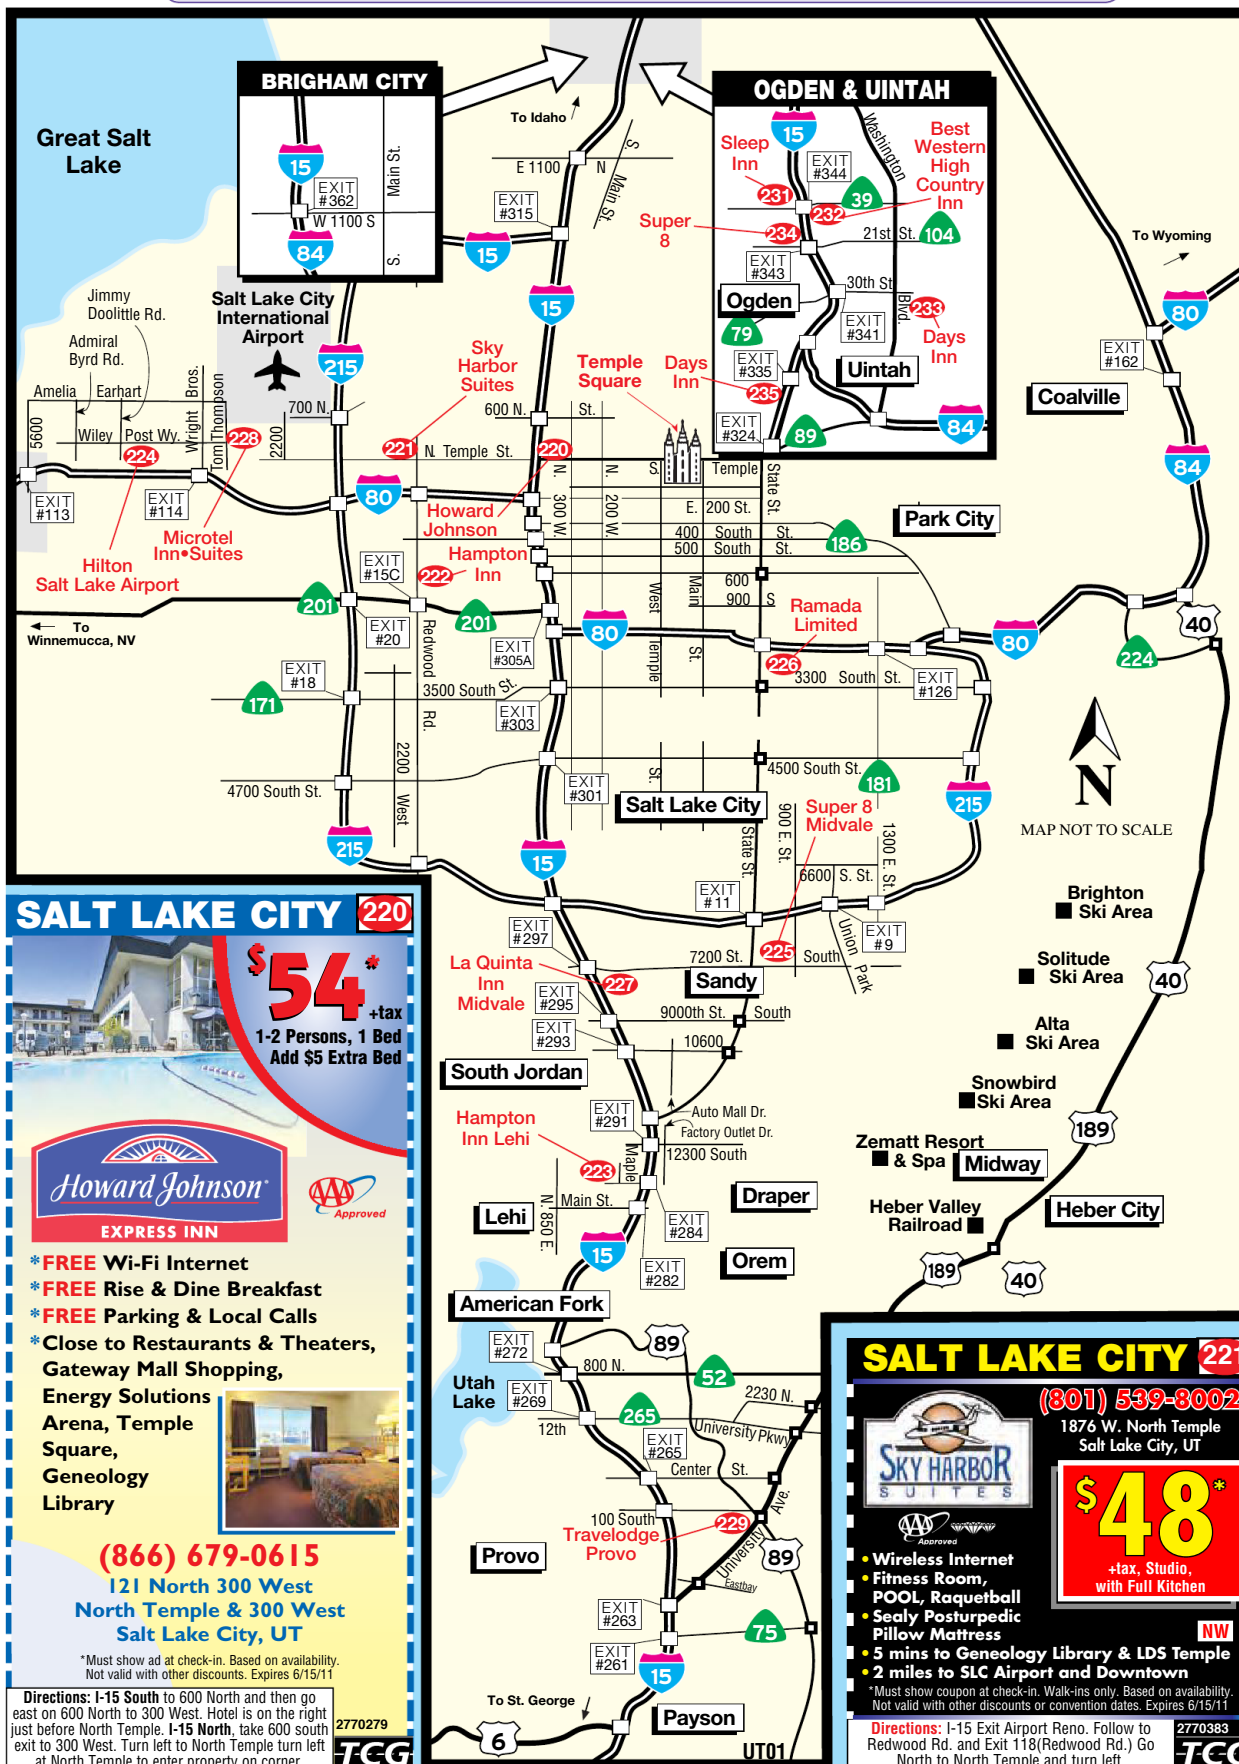 BRIGHAM CITY
15
EXIT
#362
Main St.
W 1100 S
84
S.
OGDEN & UINTAH
15
Washington
Sleep
Inn
EXIT
#344
Best
Western
High
Country
Inn
231
232
39
234
21st St.
104
EXIT
#343
30th St
Ogden
Blvd.
233
79
EXIT
#341
Days
Inn
EXIT
#335
Uintah
235
EXIT
#324
89
84
Great Salt
Lake
To Idaho
E 1100 N
S.
Main St.
EXIT
#315
15
Super
8
15
To Wyoming
80
EXIT
#162
Coalville
84
Jimmy
Doolittle Rd.
Admiral
Byrd Rd.
Salt Lake City
International
Airport
215
Sky
Harbor
Suites
Temple
Square
Days
Inn
Amelia Earhart
Wright Bros.
Tom Thompson
5600
Wiley Post Wy.
700 N.
2200
600 N. St.
228
224
221
N. Temple St.
220
S. Temple
State St.
EXIT
#113
EXIT
#114
80
N. 300 W.
N. 200 W.
Howard
Johnson
E. 200 St.
400 South St.
500 South St.
186
Park City
Microtel
Inn•Suites
Hilton
Salt Lake Airport
EXIT
#15C
Hampton
Inn
222
600
900 S
West Temple St.
Main St.
Ramada
Limited
To
Winnemucca, NV
201
EXIT
#20
Redwood Rd.
201
EXIT
#305A
80
226
80
40
224
EXIT
#18
171
3500 South St.
3300 South St.
EXIT
#126
EXIT
#303
2200 West
4700 South St.
EXIT
#301
4500 South St.
181
215
N
MAP NOT TO SCALE
Salt Lake City
State St.
900 E. St.
Super 8
Midvale
1300 E. St.
215
15
6600 S. St.
EXIT
#11
EXIT
#9
Union Park
EXIT
#297
7200 St. South
225
La Quinta
Inn
Midvale
227
Sandy
EXIT
#295
9000th St. South
EXIT
#293
10600
South Jordan
Brighton
Ski Area
Solitude
Ski Area
40
Alta
Ski Area
Snowbird
Ski Area
189
Zematt Resort
& Spa
Midway
Heber Valley
Railroad
Heber City
189
40
EXIT
#291
Auto Mall Dr.
Factory Outlet Dr.
Hampton
Inn Lehi
12300 South
223
Maple
N. 850 E.
Main St.
Draper
Lehi
EXIT
#284
15
Orem
EXIT
#282
American Fork
EXIT
#272
89
800 N.
52
Utah
Lake
EXIT
#269
2230 N.
265
12th
University Pkwy
EXIT
#265
Center St.
100 South
Travelodge
Provo
229
University Ave.
Provo
89
Eastbay
EXIT
#263
75
EXIT
#261
15
To St. George
Payson
6
UT01
SALT LAKE CITY 220
$54*
+tax
1-2 Persons, 1 Bed
Add $5 Extra Bed
Howard Johnson
EXPRESS INN
AAA
Approved
*FREE Wi-Fi Internet
*FREE Rise & Dine Breakfast
*FREE Parking & Local Calls
*Close to Restaurants & Theaters,
Gateway Mall Shopping,
Energy Solutions
Arena, Temple
Square,
Geneology
Library
(866) 679-0615
121 North 300 West
North Temple & 300 West
Salt Lake City, UT
*Must show ad at check-in. Based on availability.
Not valid with other discounts. Expires 6/15/11
Directions: I-15 South to 600 North and then go
east on 600 North to 300 West. Hotel is on the right
just before North Temple. I-15 North, take 600 south
exit to 300 West. Turn left to North Temple turn left
at North Temple to enter property on corner
2770279
TCG
SALT LAKE CITY 221
(801) 539-8002
1876 W. North Temple
Salt Lake City, UT
SKY HARBOR
SUITES
$48*
+tax, Studio,
with Full Kitchen
AAA
Approved
• Wireless Internet
• Fitness Room,
POOL, Raquetball
• Sealy Posturpedic
Pillow Mattress
NW
• 5 mins to Geneology Library & LDS Temple
• 2 miles to SLC Airport and Downtown
*Must show coupon at check-in. Walk-ins only. Based on availability.
Not valid with other discounts or convention dates. Expires 6/15/11
Directions: I-15 Exit Airport Reno. Follow to
Redwood Rd. and Exit 118(Redwood Rd.) Go
North to North Temple and turn left
2770383
TCG